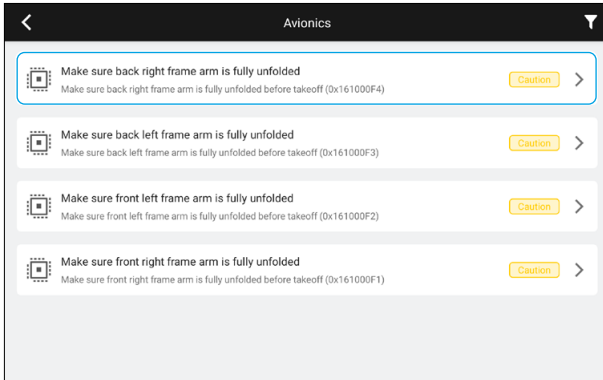 Avionics
Make sure back right frame arm is fully unfolded
Caution
Make sure back right frame arm is fully unfolded before takeoff (0x161000F4)
Make sure back left frame arm is fully unfolded
Caution
Make sure back left frame arm is fully unfolded before takeoff (0x161000F3)
Make sure front left frame arm is fully unfolded
Caution
Make sure front left frame arm is fully unfolded before takeoff (0x161000F2)
Make sure front right frame arm is fully unfolded
Caution
Make sure front right frame arm is fully unfolded before takeoff (0x161000F1)